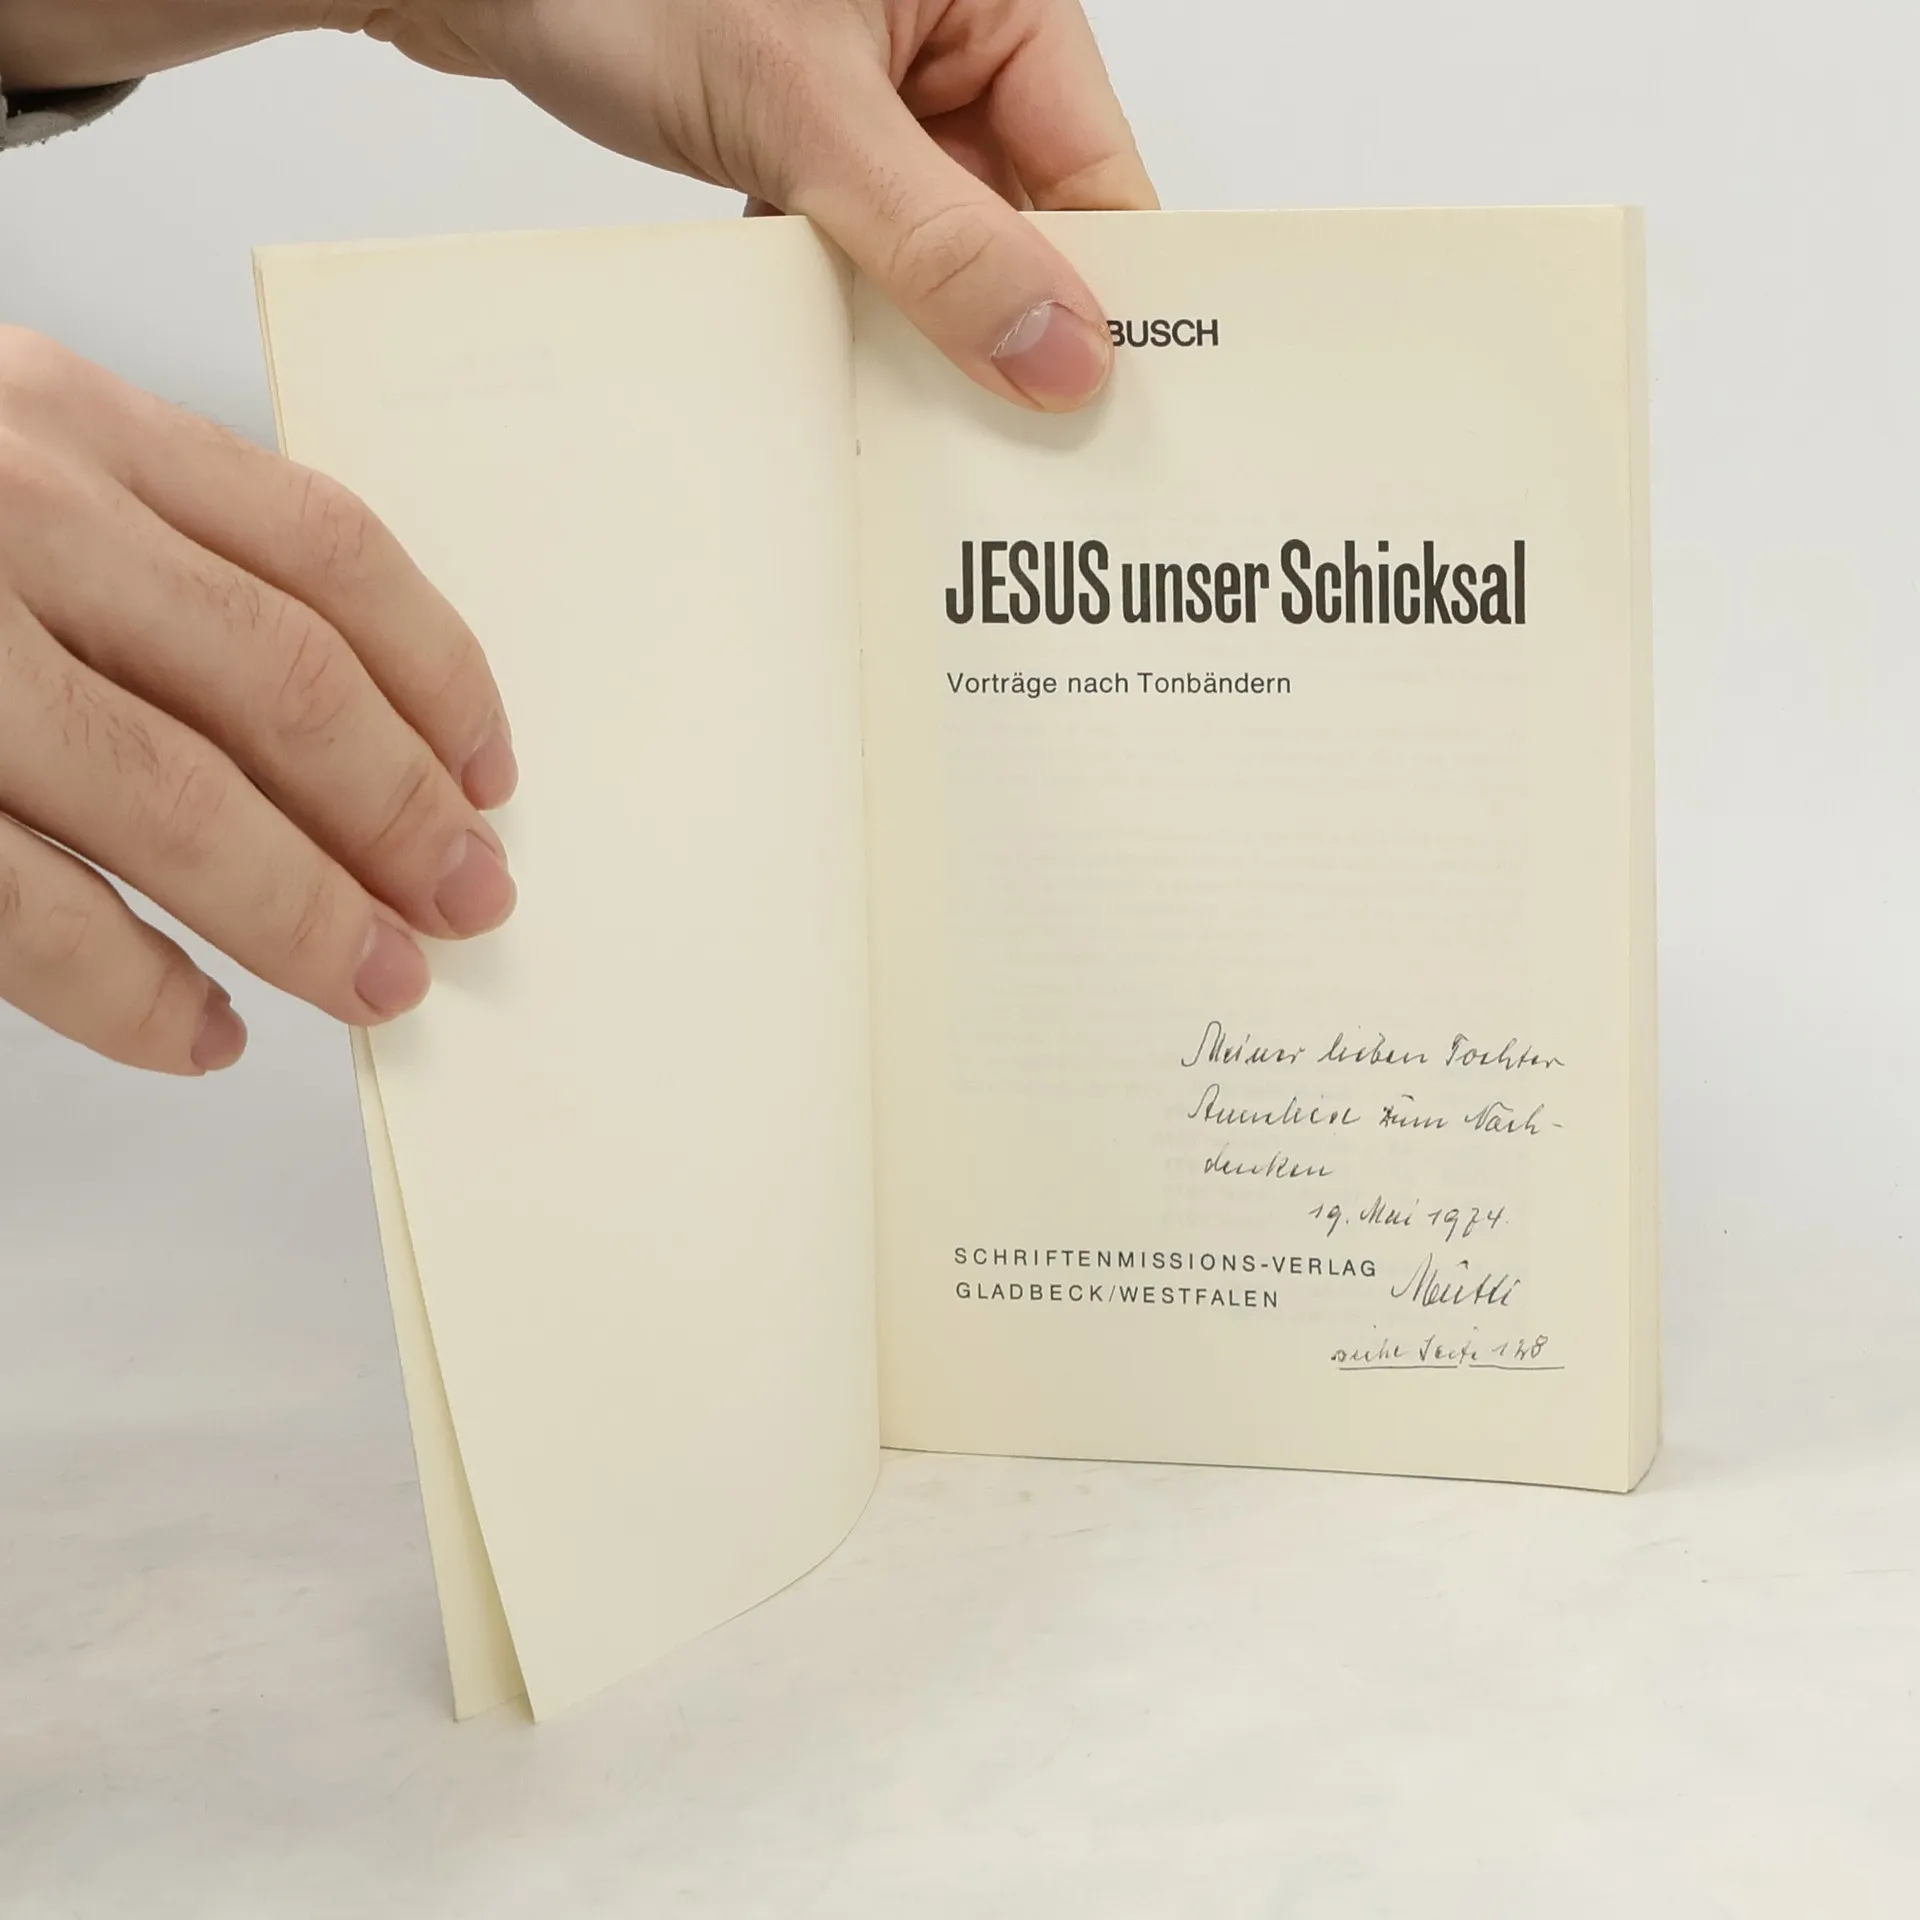 BUSCH
JESUS unser Schicksal
Vorträge nach Tonbändern
Meiner lieben Tochter
zum Nach-
denken
19. Mai 1974.
SCHRIFTENMISSIONS-VERLAG
GLADBECK/WESTFALEN
Mutti
siehe Seite 128